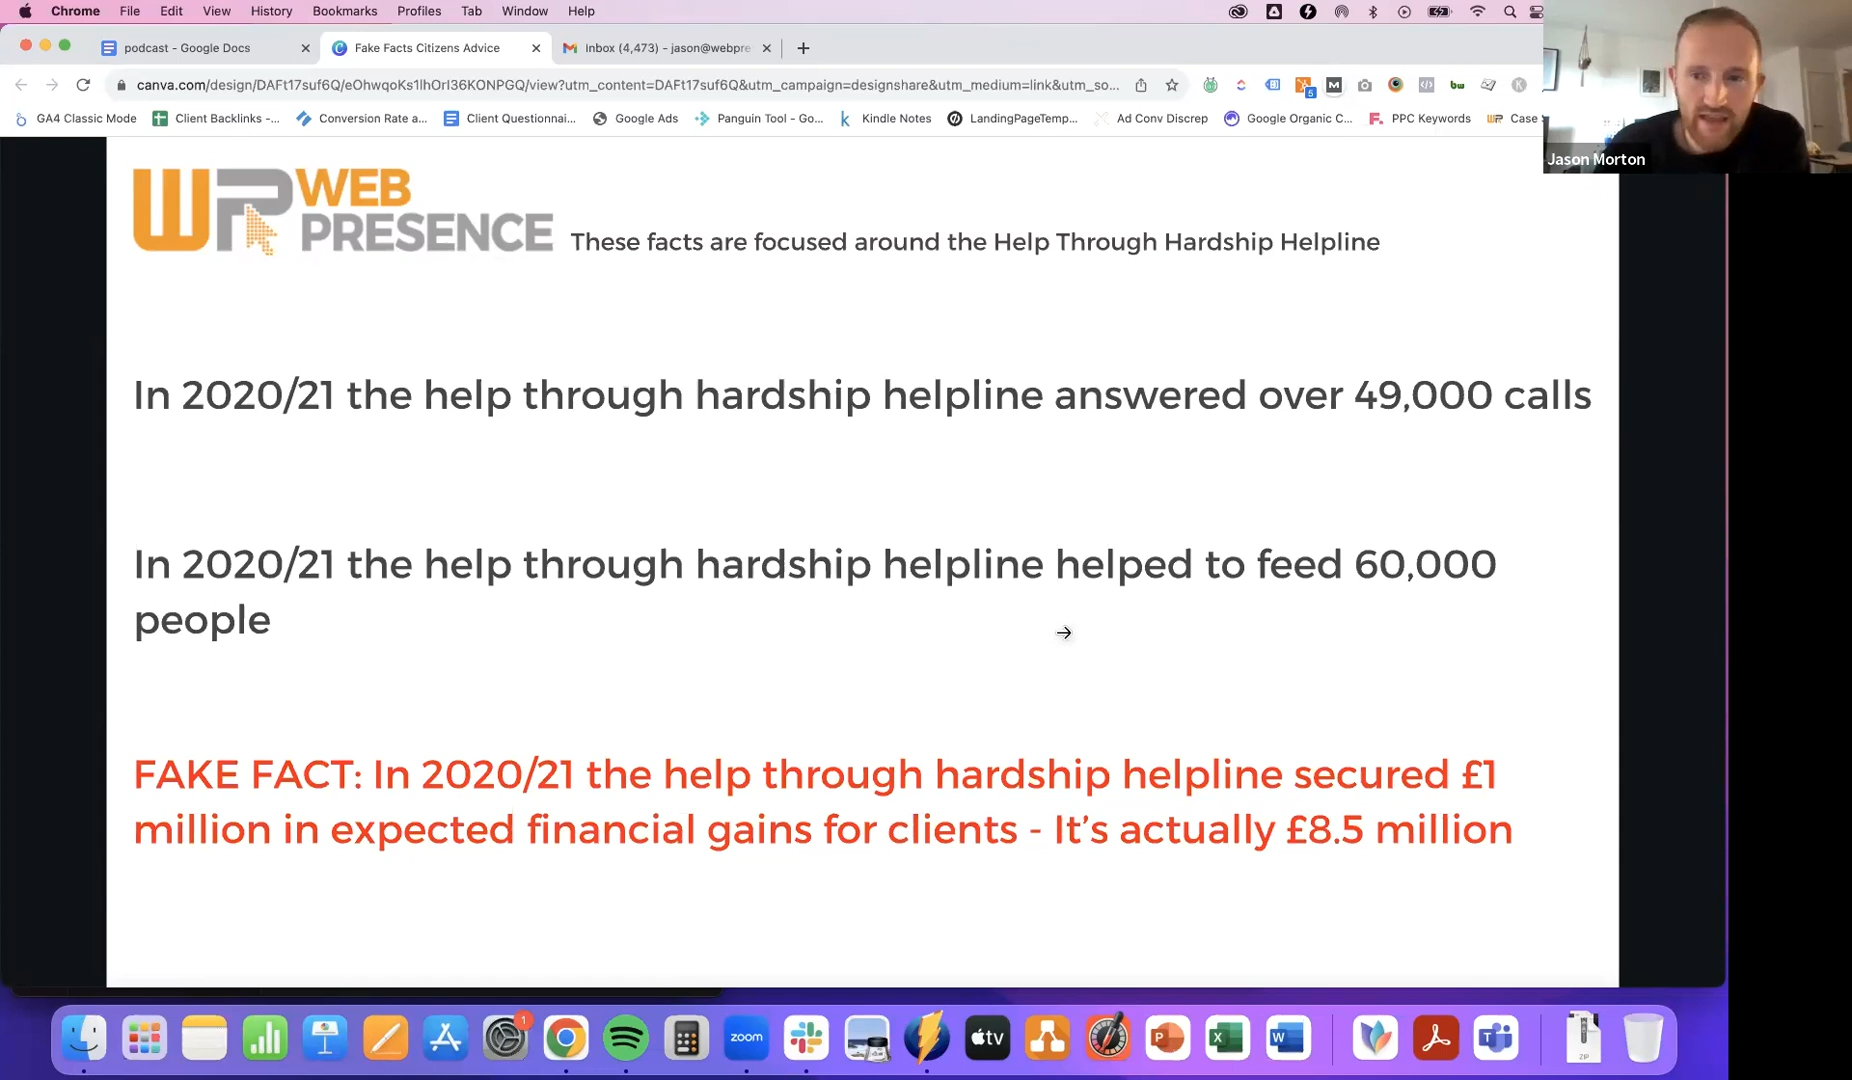 Chrome File Edit View History Bookmarks Profiles Tab Window Help
podcast - Google Docs
Fake Facts Citizens Advice
Inbox (4,473) - jason@webpre
canva.com/design/DAFt17suf6Q/eOhwqoKs1lhOrI36KONPGQ/view?utm_content=DAFt17suf6Q&utm_campaign=designshare&utm_medium=link&utm_so...
GA4 Classic Mode Client Backlinks -... Conversion Rate a... Client Questionnai... Google Ads Panguin Tool - Go... Kindle Notes LandingPageTemp... Ad Conv Discrep Google Organic C... PPC Keywords Case
Jason Morton
WP WEB
PRESENCE
These facts are focused around the Help Through Hardship Helpline
In 2020/21 the help through hardship helpline answered over 49,000 calls
In 2020/21 the help through hardship helpline helped to feed 60,000
people
FAKE FACT: In 2020/21 the help through hardship helpline secured £1
million in expected financial gains for clients - It's actually £8.5 million
zoom
tv
ZIP